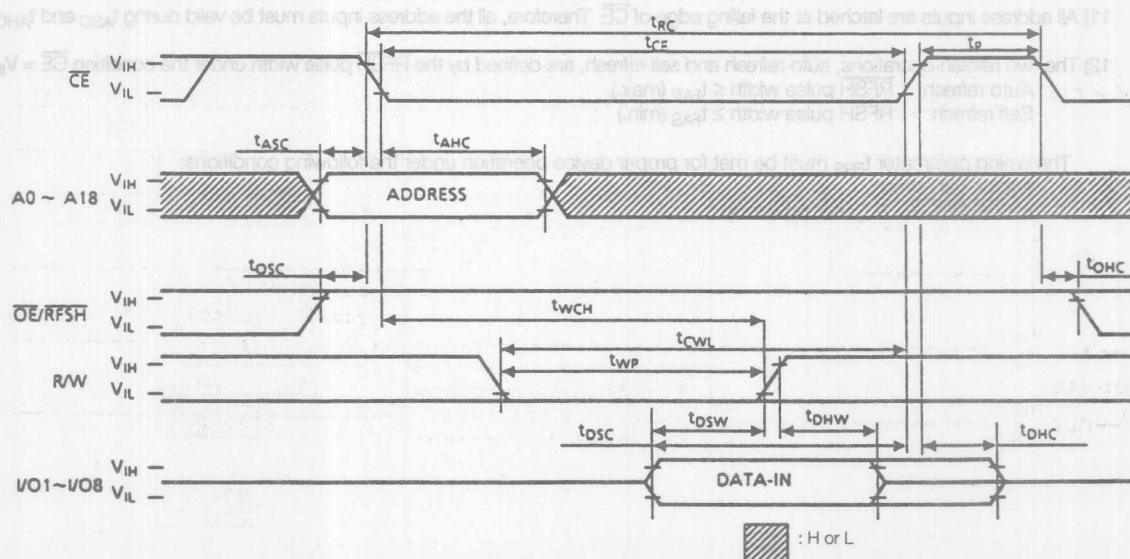 11) All address inputs are latched at the falling edge of CE. Therefore, all the address inputs must be valid during tASC and tAHC
tRC
tCE
tP
12) The two refresh operations, auto refresh and self refresh, are defined by the RFSH pulse width under the condition CE = VIH
CE
VIH
VIL
Auto refresh : RFSH pulse width ≤ tFAP (max.)
Self refresh : RFSH pulse width ≥ tFAS (min.)
tASC
tAHC
The timing parameter tFRS must be met for proper device operation under the following conditions:
A0 ~ A18
VIH
VIL
ADDRESS
tOSC
tOHC
OE/RFSH
VIH
VIL
tWCH
tCWL
R/W
VIH
VIL
tWP
tDSC
tDSW
tDHW
tDHC
I/O1~I/O8
VIH
VIL
DATA-IN
: H or L